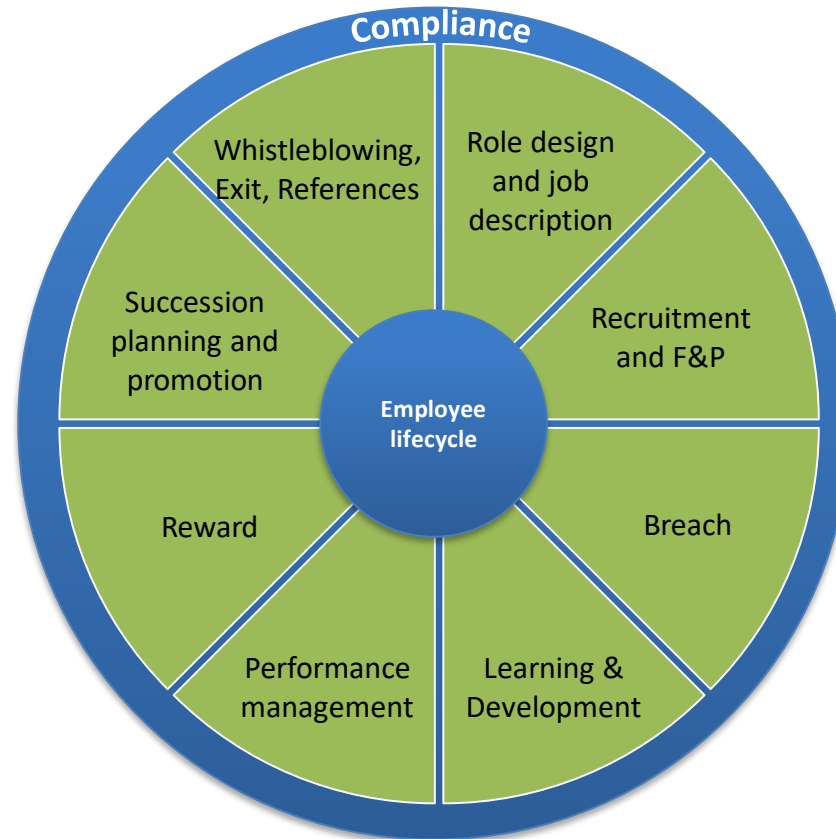 Compliance
Whistleblowing,
Exit, References
Role design
and job
description
Recruitment
and F&P
Breach
Learning &
Development
Performance
management
Reward
Succession
planning and
promotion
Employee
lifecycle